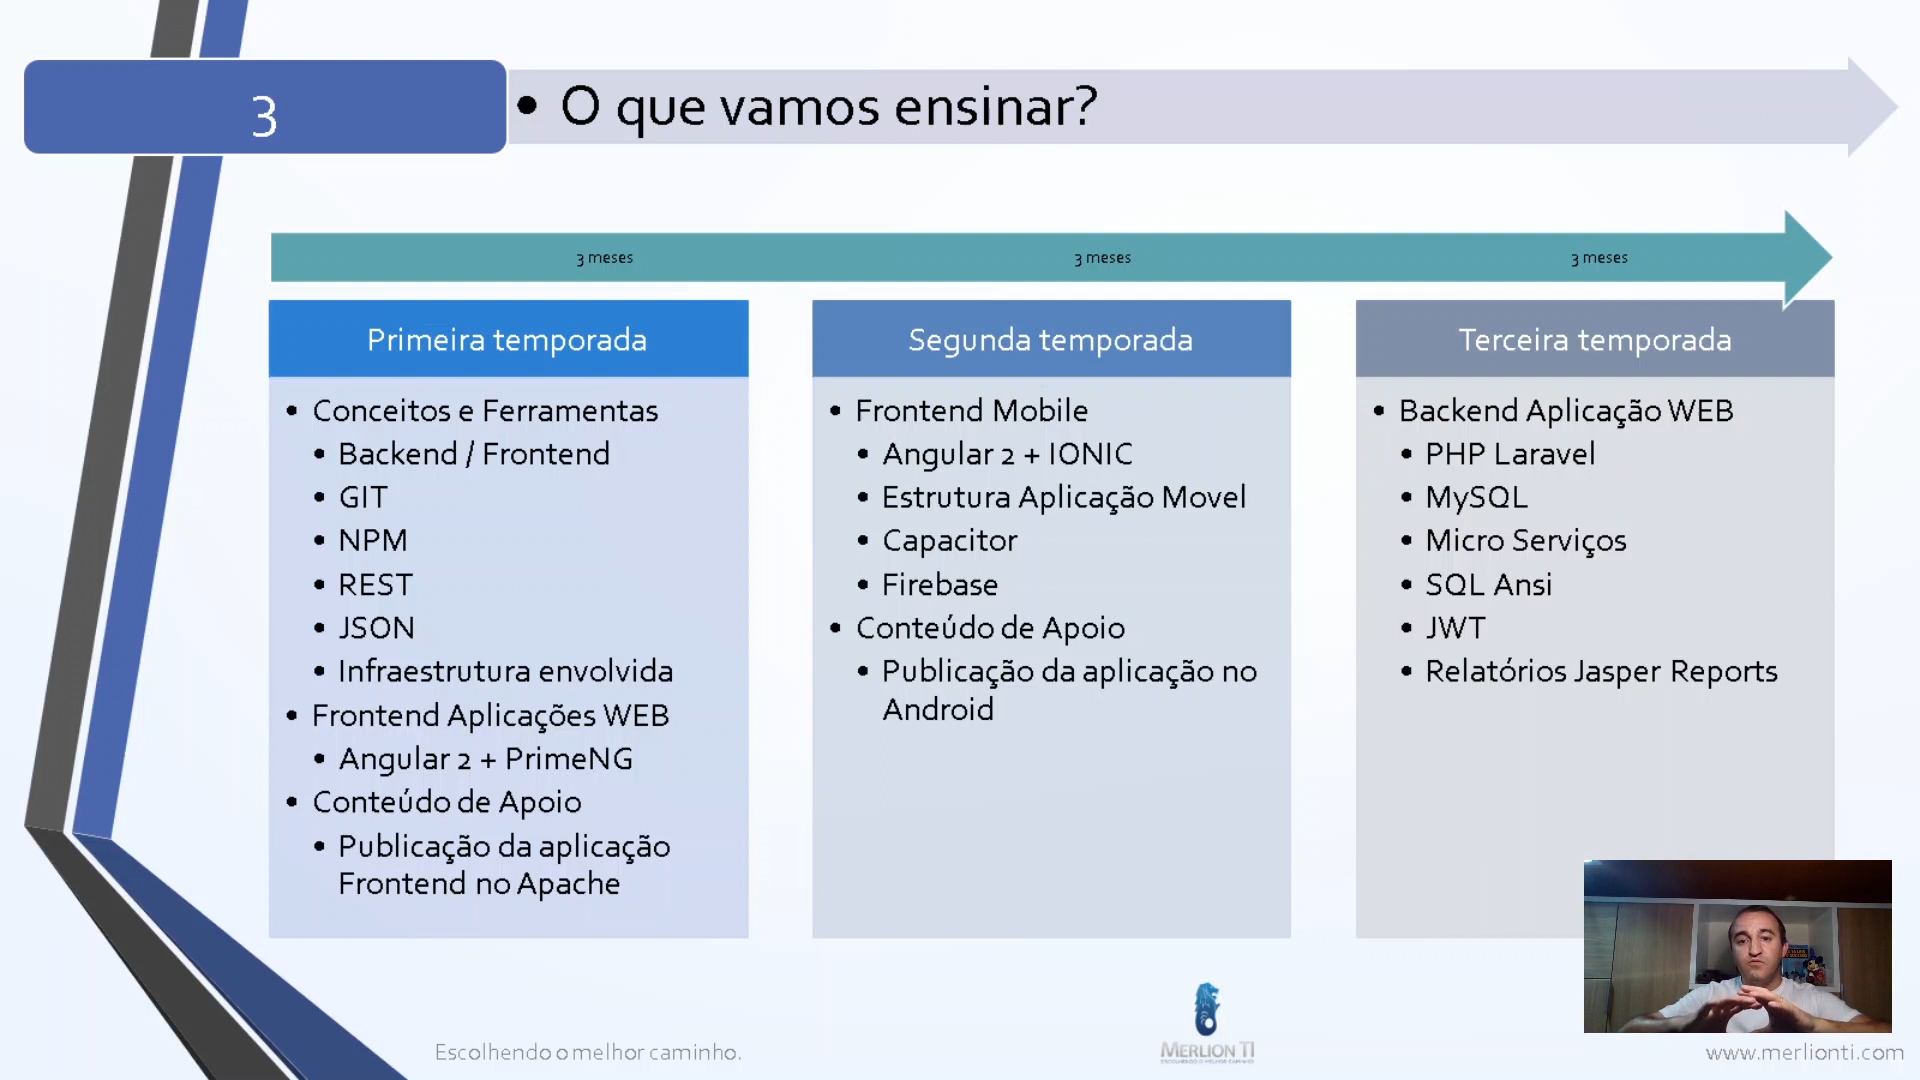 3
• O que vamos ensinar?
3 meses
3 meses
3 meses
Primeira temporada
• Conceitos e Ferramentas
• Backend / Frontend
• GIT
• NPM
• REST
• JSON
• Infraestrutura envolvida
• Frontend Aplicações WEB
• Angular 2 + PrimeNG
• Conteúdo de Apoio
• Publicação da aplicação
Frontend no Apache
Segunda temporada
• Frontend Mobile
• Angular 2 + IONIC
• Estrutura Aplicação Movel
• Capacitor
• Firebase
• Conteúdo de Apoio
• Publicação da aplicação no
Android
Terceira temporada
• Backend Aplicação WEB
• PHP Laravel
• MySQL
• Micro Serviços
• SQL Ansi
• JWT
• Relatórios Jasper Reports
Escolhendo o melhor caminho.
MERLION TI
ESCOLHENDO O MELHOR CAMINHO
www.merlionti.com